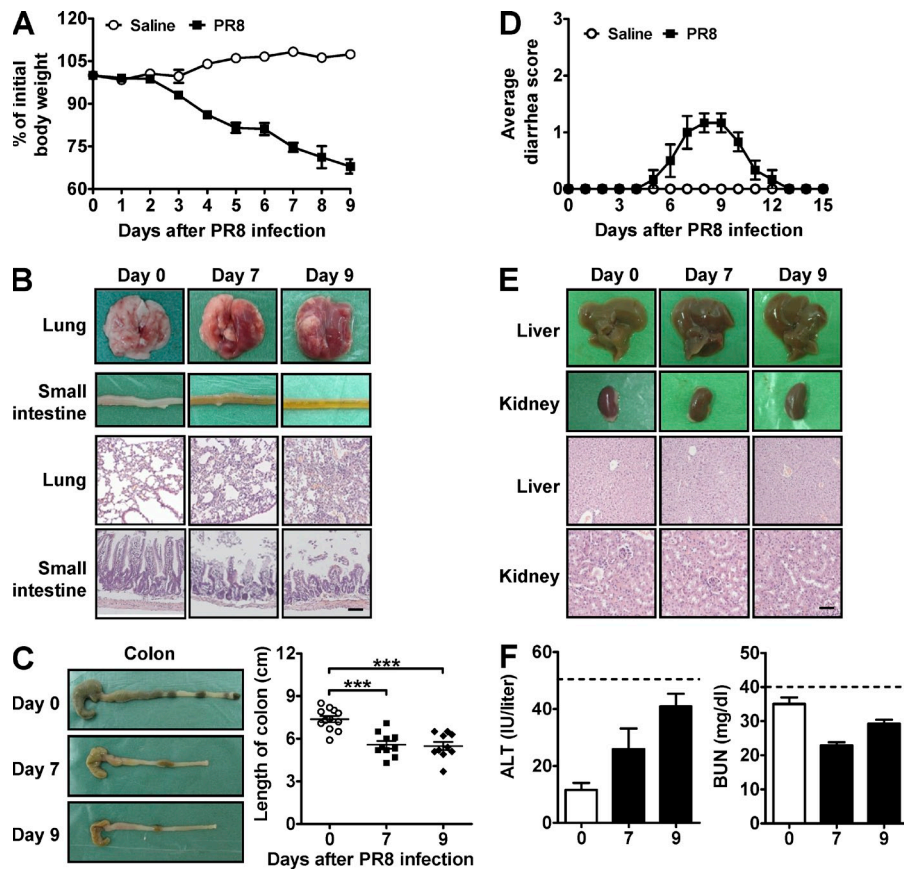 A
Saline PR8
% of initial
body weight
120
105
90
75
60
0 1 2 3 4 5 6 7 8 9
Days after PR8 infection
D
Saline PR8
Average
diarrhea score
3
2
1
0
0 3 6 9 12 15
Days after PR8 infection
B
Day 0 Day 7 Day 9
Lung
Small
intestine
Lung
Small
intestine
E
Day 0 Day 7 Day 9
Liver
Kidney
Liver
Kidney
C
Colon
Day 0
Day 7
Day 9
Length of colon (cm)
12
9
6
3
0
***
***
0 7 9
Days after PR8 infection
F
ALT (IU/liter)
60
40
20
0
0 7 9
BUN (mg/dl)
50
40
30
20
10
0
0 7 9